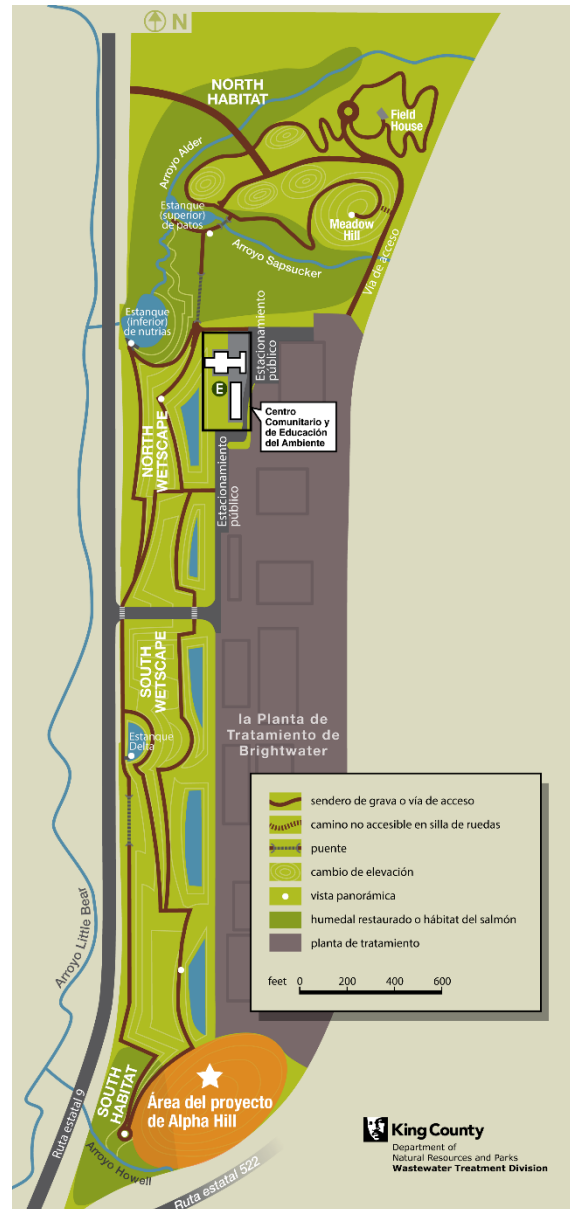 N
NORTH
HABITAT
Field
House
Arroyo Alder
Estanque
(superior)
de patos
Meadow
Hill
Arroyo Sapsucker
Vía de acceso
Estanque
(inferior)
de nutrias
Estacionamiento
público
E
Centro
Comunitario y
de Educación
del Ambiente
NORTH
WETSCAPE
Estacionamiento
público
SOUTH
WETSCAPE
la Planta de
Tratamiento de
Brightwater
Estanque
Delta
sendero de grava o vía de acceso
camino no accesible en silla de ruedas
puente
cambio de elevación
vista panorámica
humedal restaurado o hábitat del salmón
planta de tratamiento
feet 0 200 400 600
Arroyo Little Bear
Ruta estatal 9
SOUTH
HABITAT
Área del proyecto
de Alpha Hill
Arroyo Howell
Ruta estatal 522
King County
Department of
Natural Resources and Parks
Wastewater Treatment Division